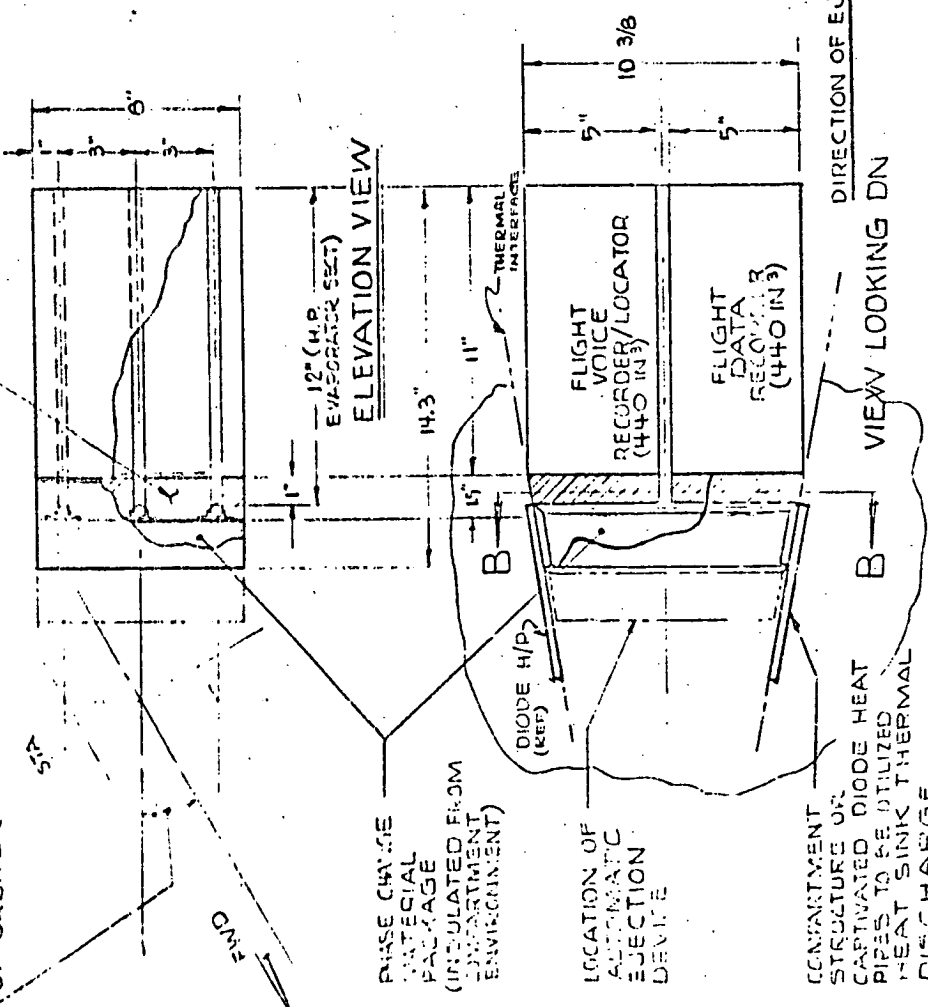 FWD
1"
3"
3"
8"
1"
12" (H.P.
EVAPORATOR SECT)
ELEVATION VIEW
14.3"
11"
THERMAL
INTERFACE
PHASE CHANGE
MATERIAL
PACKAGE
(INSULATED FROM
COMPARTMENT
ENVIRONMENT)
B
DIODE H/P
(REF)
FLIGHT
VOICE
RECORDER/LOCATOR
(440 IN³)
FLIGHT
DATA
RECORDER
(440 IN³)
5"
5"
10 3/8
LOCATION OF
AUTOMATIC
EJECTION
DEVICE
B
VIEW LOOKING DN
DIRECTION OF
COMPARTMENT
STRUCTURE OR
CAPTIVATED DIODE HEAT
PIPES TO BE UTILIZED
HEAT SINK THERMAL
DISCHARGE